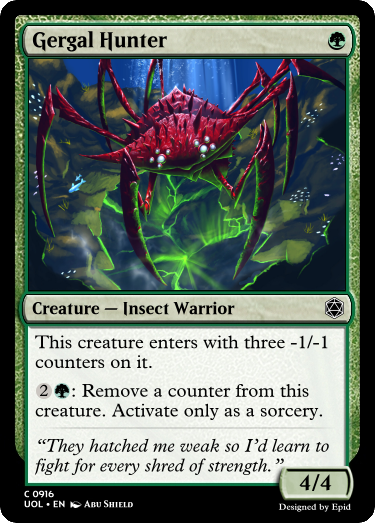 Gergal Hunter
Creature — Insect Warrior
This creature enters with three -1/-1
counters on it.
2: Remove a counter from this
creature. Activate only as a sorcery.
“They hatched me weak so I’d learn to
fight for every shred of strength.”
4/4
C 0916
UOL • EN Abu Shield
Designed by Epid